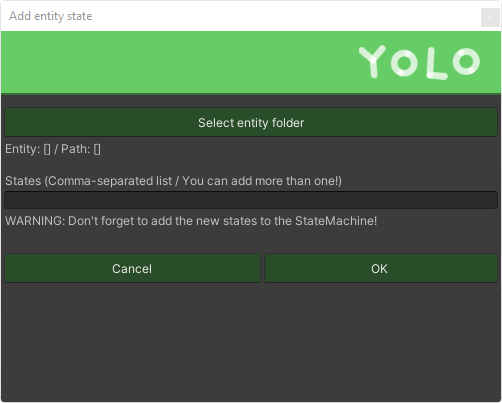 Add entity state
x
YOLO
Select entity folder
Entity: [] / Path: []
States (Comma-separated list / You can add more than one!)
WARNING: Don't forget to add the new states to the StateMachine!
Cancel
OK